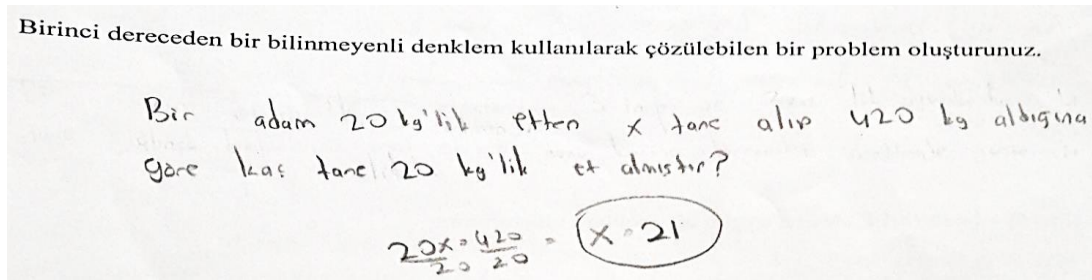 Birinci dereceden bir bilinmeyenli denklem kullanılarak çözülebilen bir problem oluşturunuz.
Bir adam 20 kg'lik etten x tane alıp 420 kg aldığına
göre kaç tane 20 kg'lik et almıştır?
20x/20 = 420/20 = x = 21